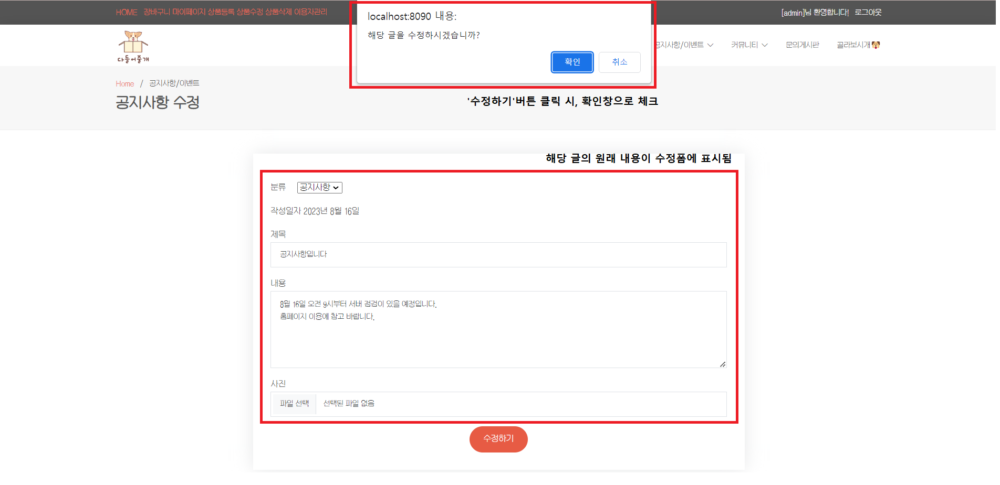 HOME 장바구니 마이페이지 상품등록 상품수정 상품삭제 이용자관리
[admin]님 환영합니다! 로그아웃
localhost:8090 내용:
해당 글을 수정하시겠습니까?
확인
취소
다들어줄개
공지사항/이벤트
커뮤니티
문의게시판
골라보시개
Home / 공지사항/이벤트
공지사항 수정
'수정하기'버튼 클릭 시, 확인창으로 체크
해당 글의 원래 내용이 수정폼에 표시됨
분류 공지사항
작성일자 2023년 8월 16일
제목
공지사항입니다
내용
8월 16일 오전 9시부터 서버 점검이 있을 예정입니다.
홈페이지 이용에 참고 바랍니다.
사진
파일 선택 선택된 파일 없음
수정하기